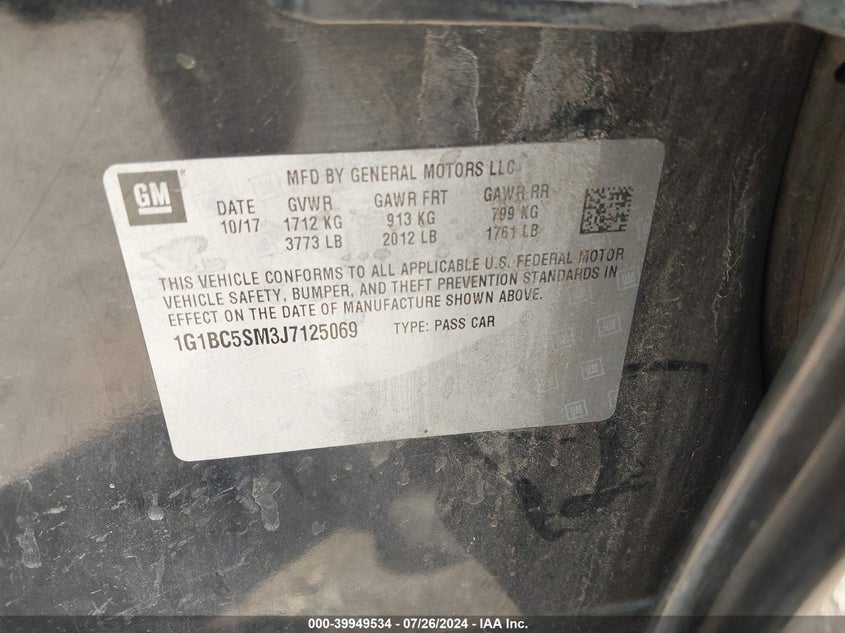 GM
MFD BY GENERAL MOTORS LLC
DATE GVWR GAWR FRT GAWR RR
10/17 1712 KG 913 KG 799 KG
3773 LB 2012 LB 1761 LB
THIS VEHICLE CONFORMS TO ALL APPLICABLE U.S. FEDERAL MOTOR
VEHICLE SAFETY, BUMPER, AND THEFT PREVENTION STANDARDS IN
EFFECT ON THE DATE OF MANUFACTURE SHOWN ABOVE.
1G1BC5SM3J7125069 TYPE: PASS CAR
000-39949534 - 07/26/2024 - IAA Inc.